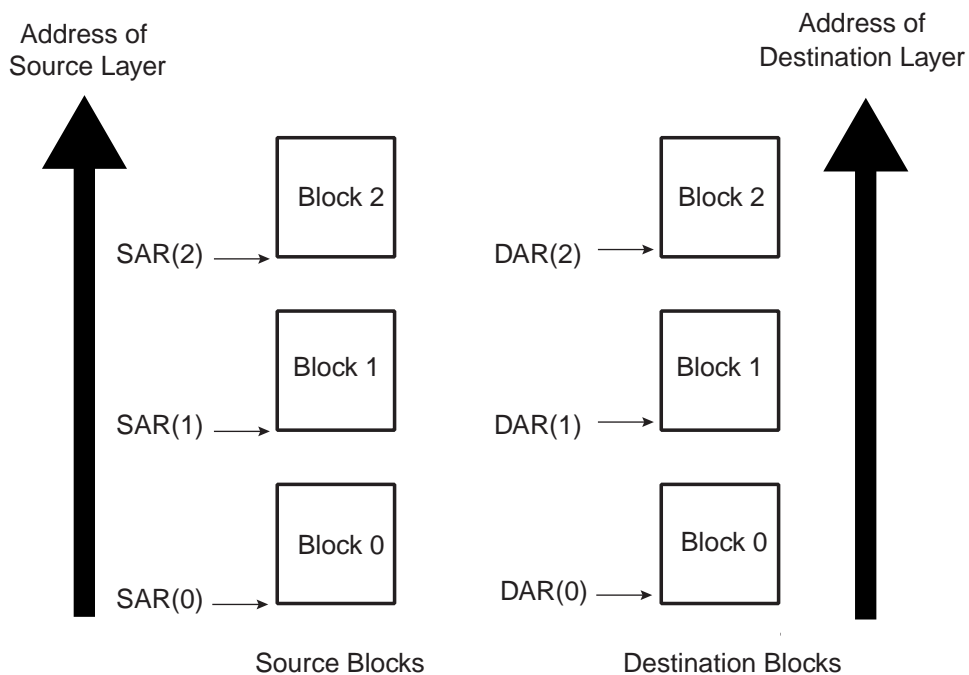 Address of
Source Layer
Address of
Destination Layer
Block 2
Block 2
SAR(2)
DAR(2)
Block 1
Block 1
SAR(1)
DAR(1)
Block 0
Block 0
SAR(0)
DAR(0)
Source Blocks
Destination Blocks